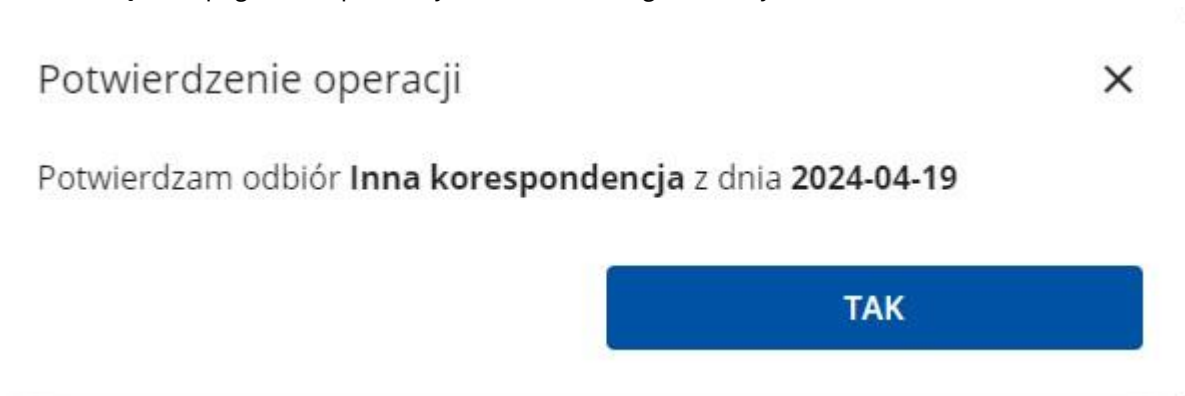 Potwierdzenie operacji
Potwierdzam odbiór Inna korespondencja z dnia 2024-04-19
TAK